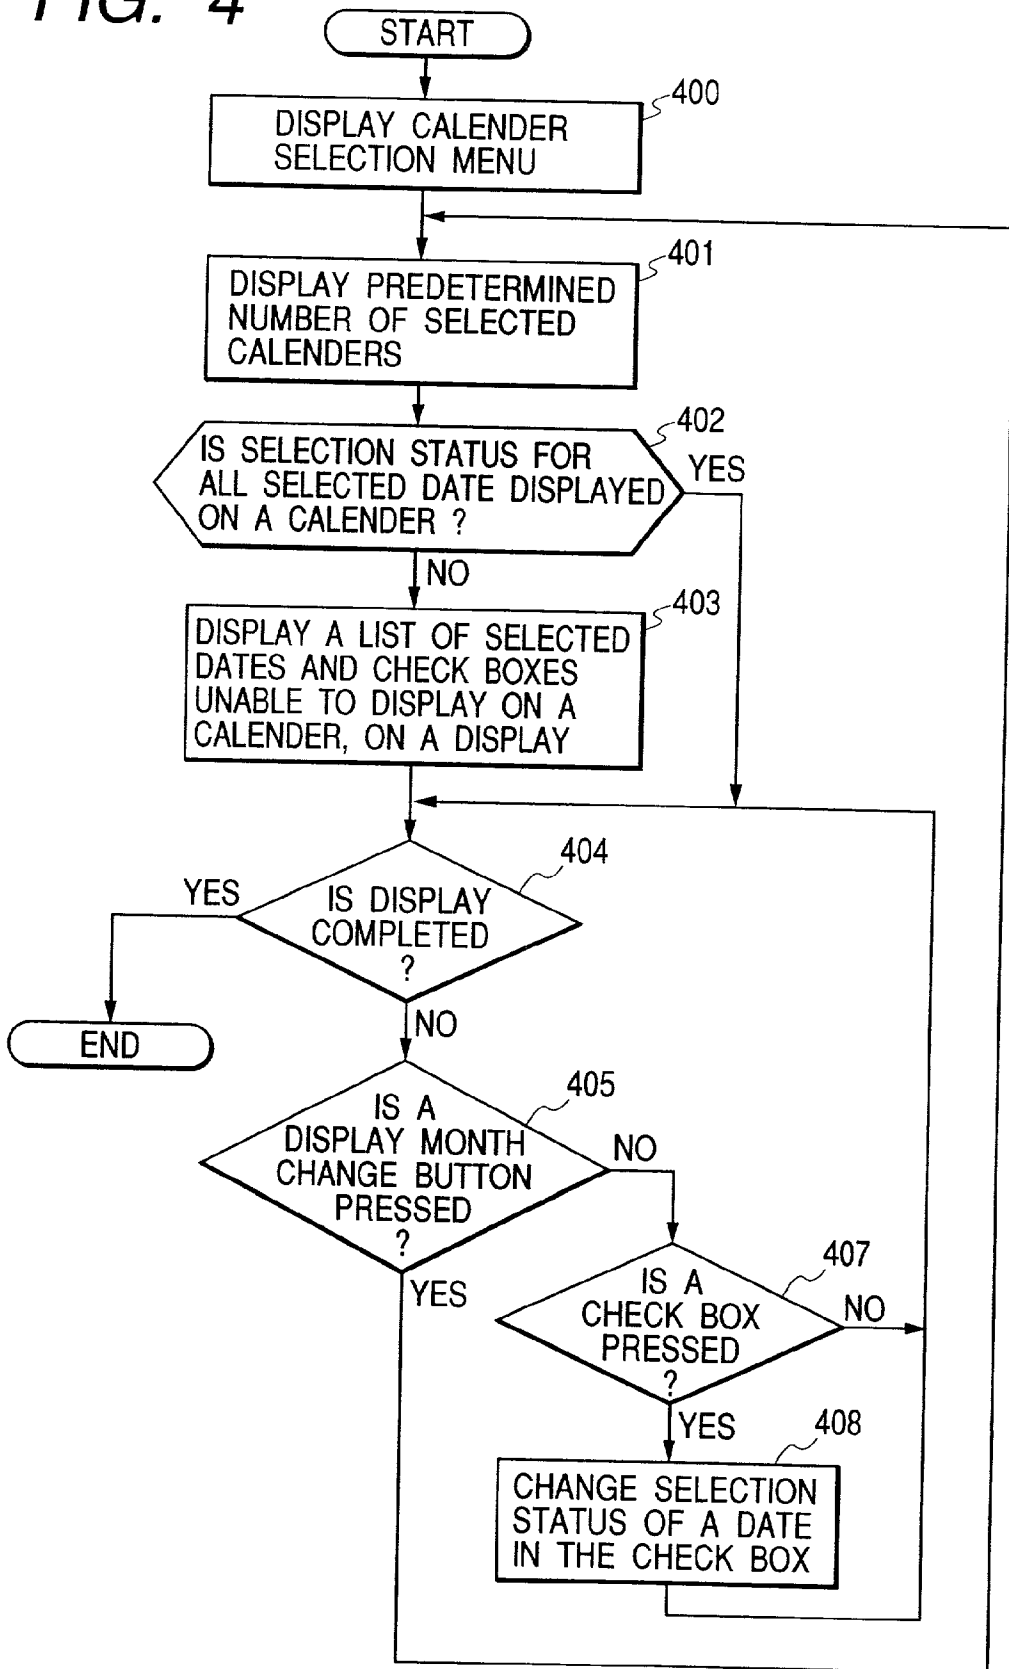 FIG. 4
START
400
DISPLAY CALENDER
SELECTION MENU
401
DISPLAY PREDETERMINED
NUMBER OF SELECTED
CALENDERS
402
IS SELECTION STATUS FOR
ALL SELECTED DATE DISPLAYED
ON A CALENDER ?
YES
NO
403
DISPLAY A LIST OF SELECTED
DATES AND CHECK BOXES
UNABLE TO DISPLAY ON A
CALENDER, ON A DISPLAY
404
YES
IS DISPLAY
COMPLETED
?
END
NO
405
IS A
DISPLAY MONTH
CHANGE BUTTON
PRESSED
?
NO
YES
407
IS A
CHECK BOX
PRESSED
?
NO
YES
408
CHANGE SELECTION
STATUS OF A DATE
IN THE CHECK BOX